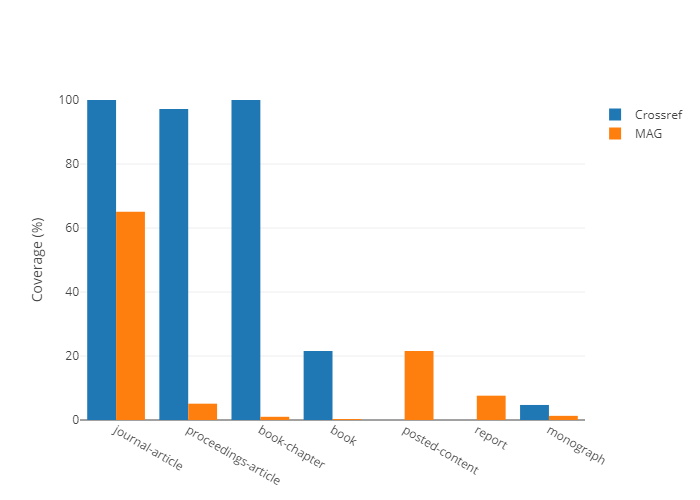 100
80
60
40
20
0
Coverage (%)
journal-article
proceedings-article
book-chapter
book
posted-content
report
monograph
Crossref
MAG